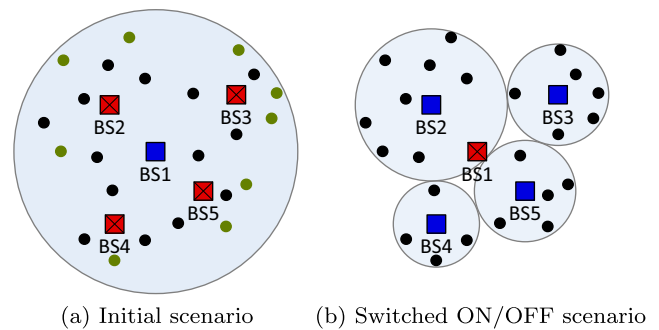 BS2
BS3
BS1
BS5
BS4
BS2
BS3
BS1
BS5
BS4
(a) Initial scenario
(b) Switched ON/OFF scenario